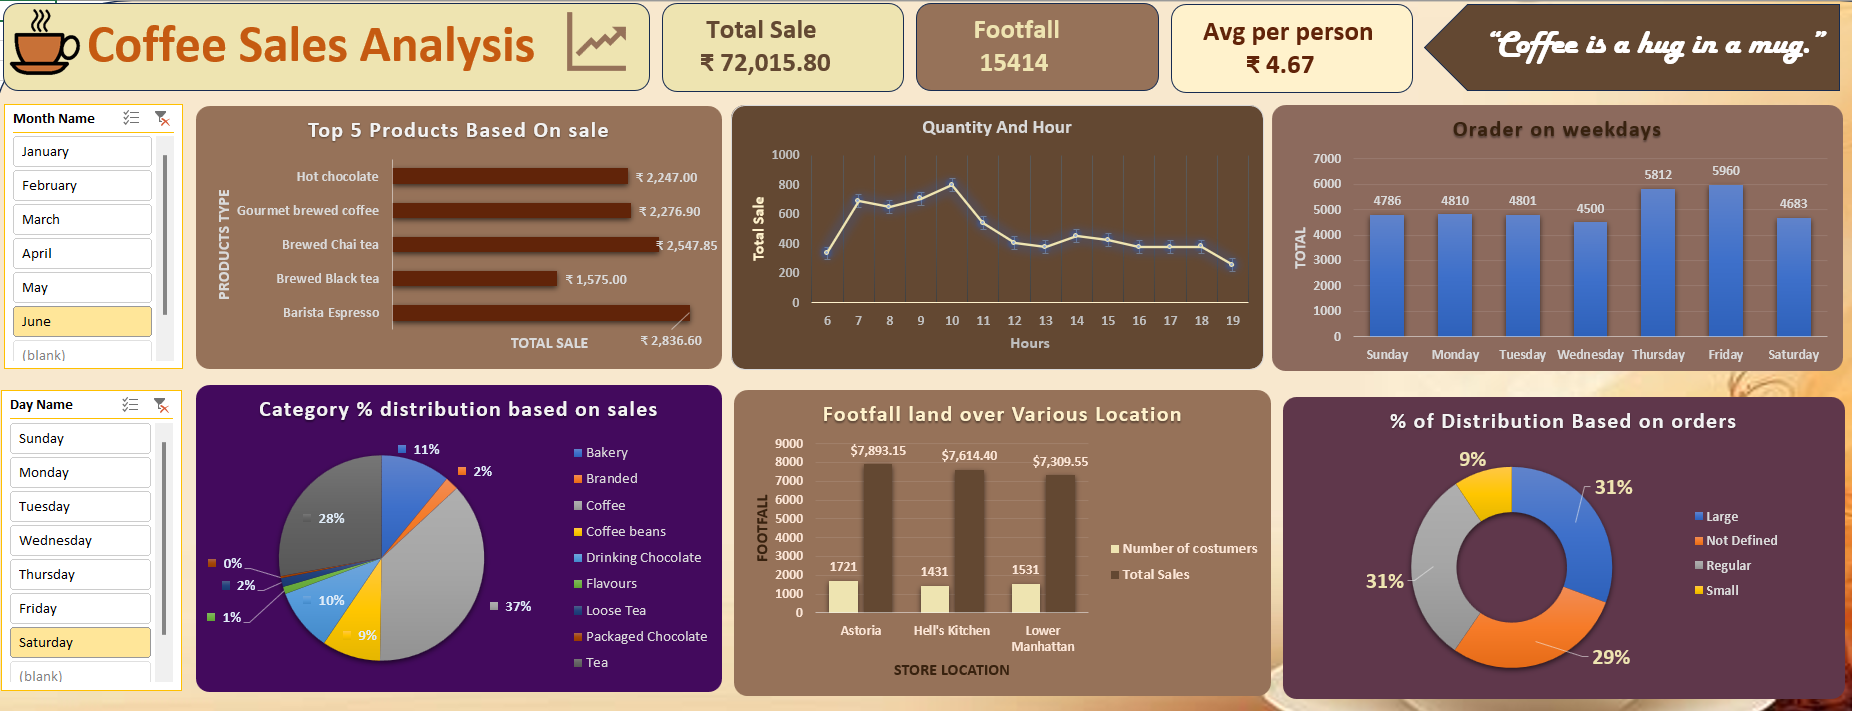 Coffee Sales Analysis
Total Sale
₹ 72,015.80
Footfall
15414
Avg per person
₹ 4.67
“Coffee is a hug in a mug.”
Month Name
January
February
March
April
May
June
(blank)
Top 5 Products Based On sale
PRODUCTS TYPE
Hot chocolate ₹ 2,247.00
Gourmet brewed coffee ₹ 2,276.90
Brewed Chai tea ₹ 2,547.85
Brewed Black tea ₹ 1,575.00
Barista Espresso
₹ 2,836.60
TOTAL SALE
Quantity And Hour
Total Sale
1000
800
600
400
200
0
6 7 8 9 10 11 12 13 14 15 16 17 18 19
Hours
Orader on weekdays
TOTAL
7000
6000
5000
4000
3000
2000
1000
0
4786 4810 4801 4500 5812 5960 4683
Sunday Monday Tuesday Wednesday Thursday Friday Saturday
Day Name
Sunday
Monday
Tuesday
Wednesday
Thursday
Friday
Saturday
(blank)
Category % distribution based on sales
11%
2%
37%
9%
10%
1%
2%
0%
28%
Bakery
Branded
Coffee
Coffee beans
Drinking Chocolate
Flavours
Loose Tea
Packaged Chocolate
Tea
Footfall land over Various Location
FOOTFALL
9000
8000
7000
6000
5000
4000
3000
2000
1000
0
$7,893.15 $7,614.40 $7,309.55
1721 1431 1531
Astoria Hell's Kitchen Lower
Manhattan
STORE LOCATION
Number of costumers
Total Sales
% of Distribution Based on orders
9%
31%
31%
29%
Large
Not Defined
Regular
Small